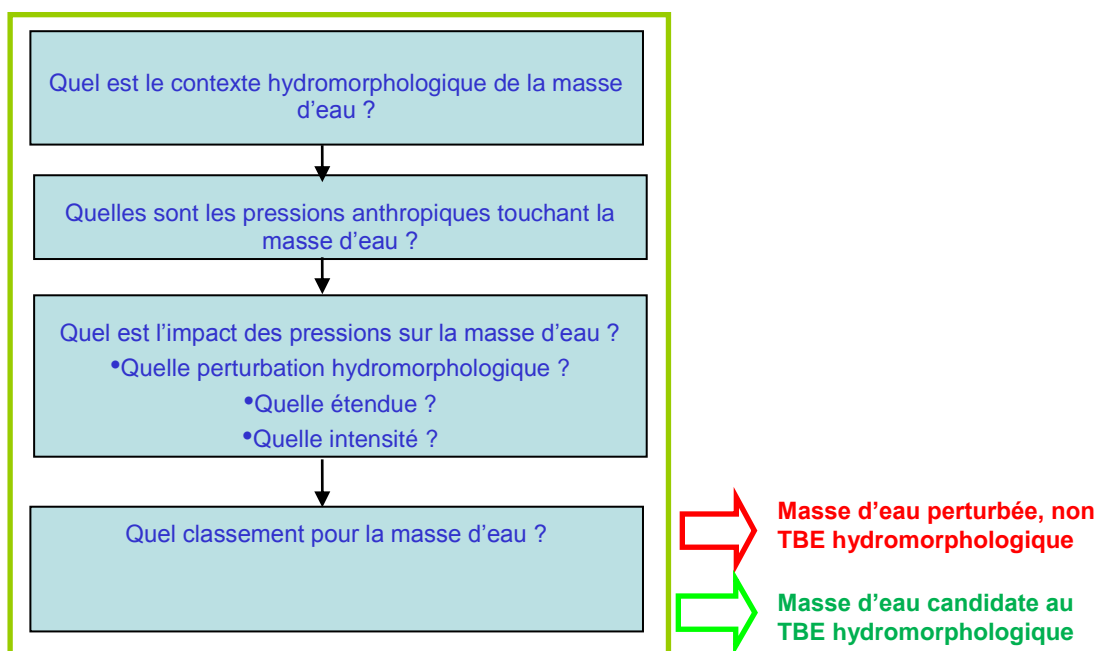 Quel est le contexte hydromorphologique de la masse
d’eau ?
Quelles sont les pressions anthropiques touchant la
masse d’eau ?
Quel est l’impact des pressions sur la masse d’eau ?
•Quelle perturbation hydromorphologique ?
•Quelle étendue ?
•Quelle intensité ?
Quel classement pour la masse d’eau ?
Masse d’eau perturbée, non
TBE hydromorphologique
Masse d’eau candidate au
TBE hydromorphologique